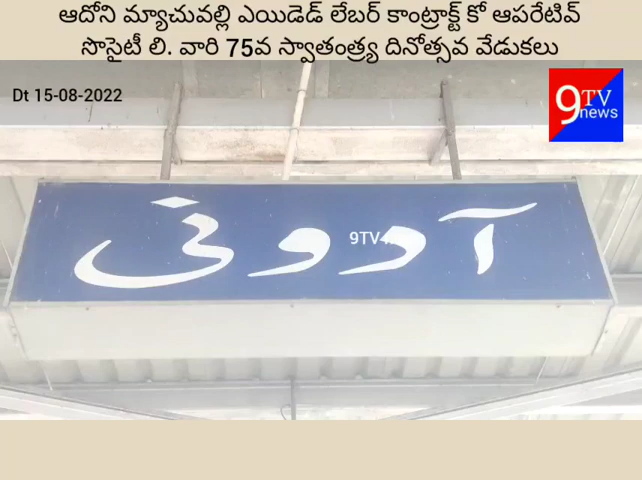 ఆదోని మ్యాచువల్లి ఎయిడెడ్ లేబర్ కాంట్రాక్ట్ కో ఆపరేటివ్
సొసైటీ లి. వారి 75వ స్వాతంత్ర్య దినోత్సవ వేడుకలు
Dt 15-08-2022
9TV
news
آدونی
9TV